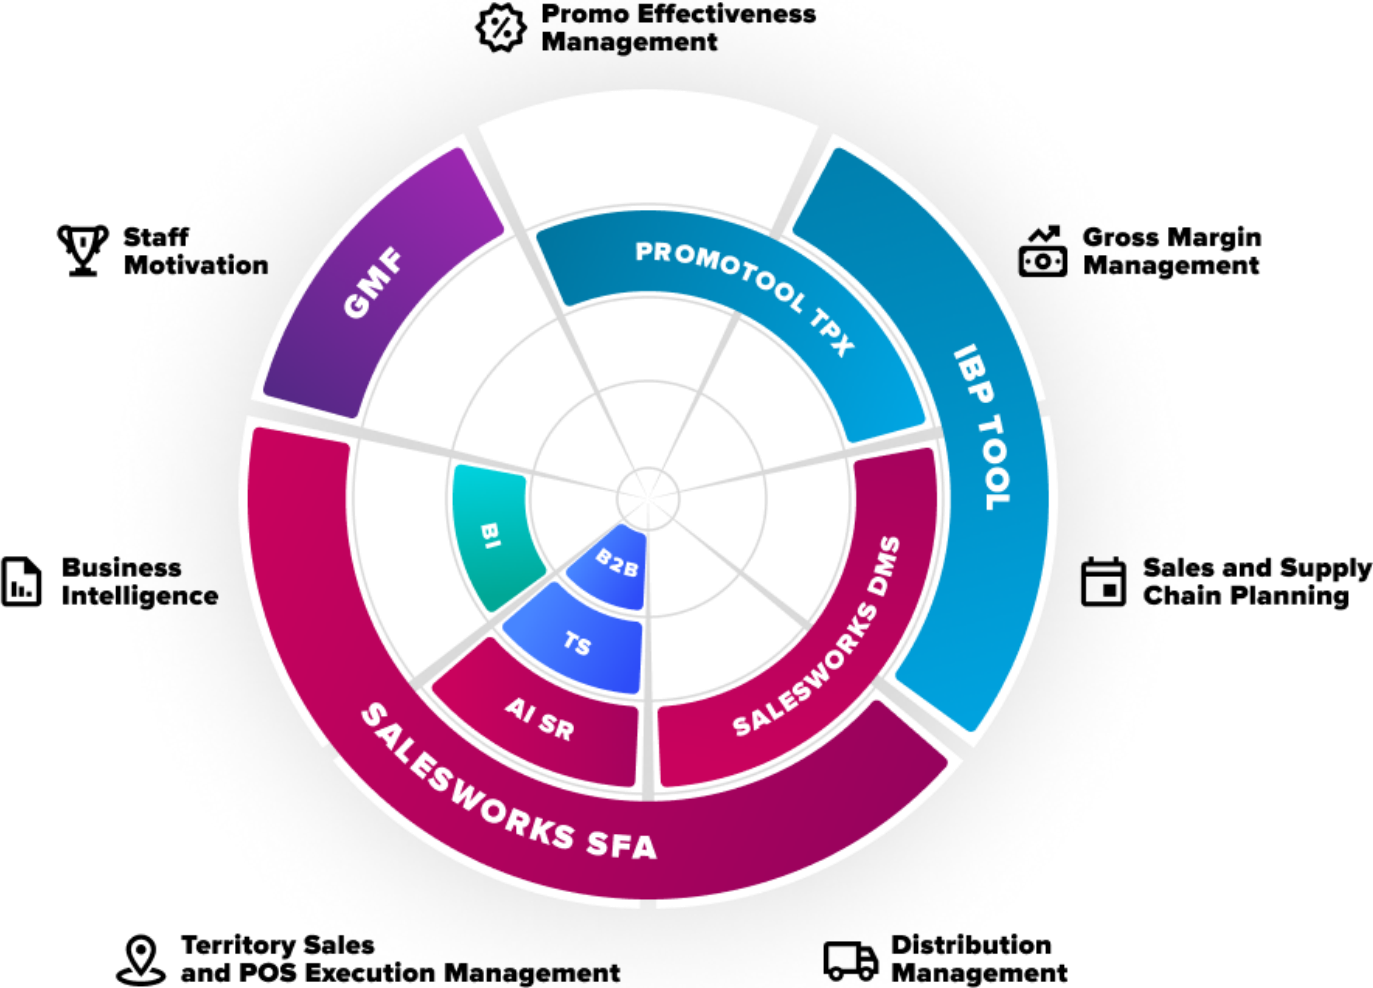 Promo Effectiveness
Management
Staff
Motivation
Gross Margin
Management
GMF
PROMOTOOL TPX
IBP TOOL
BI
B2B
TS
AI SR
SALESWORKS DMS
SALESWORKS SFA
Business
Intelligence
Sales and Supply
Chain Planning
Territory Sales
and POS Execution Management
Distribution
Management